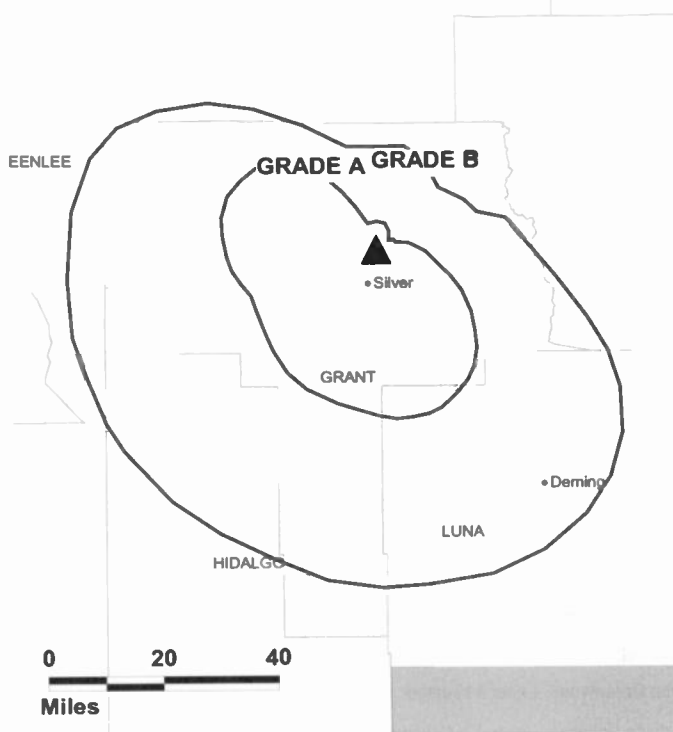 EENLEE
GRADE A
GRADE B
Silver
GRANT
Deming
LUNA
HIDALGO
0 20 40
Miles